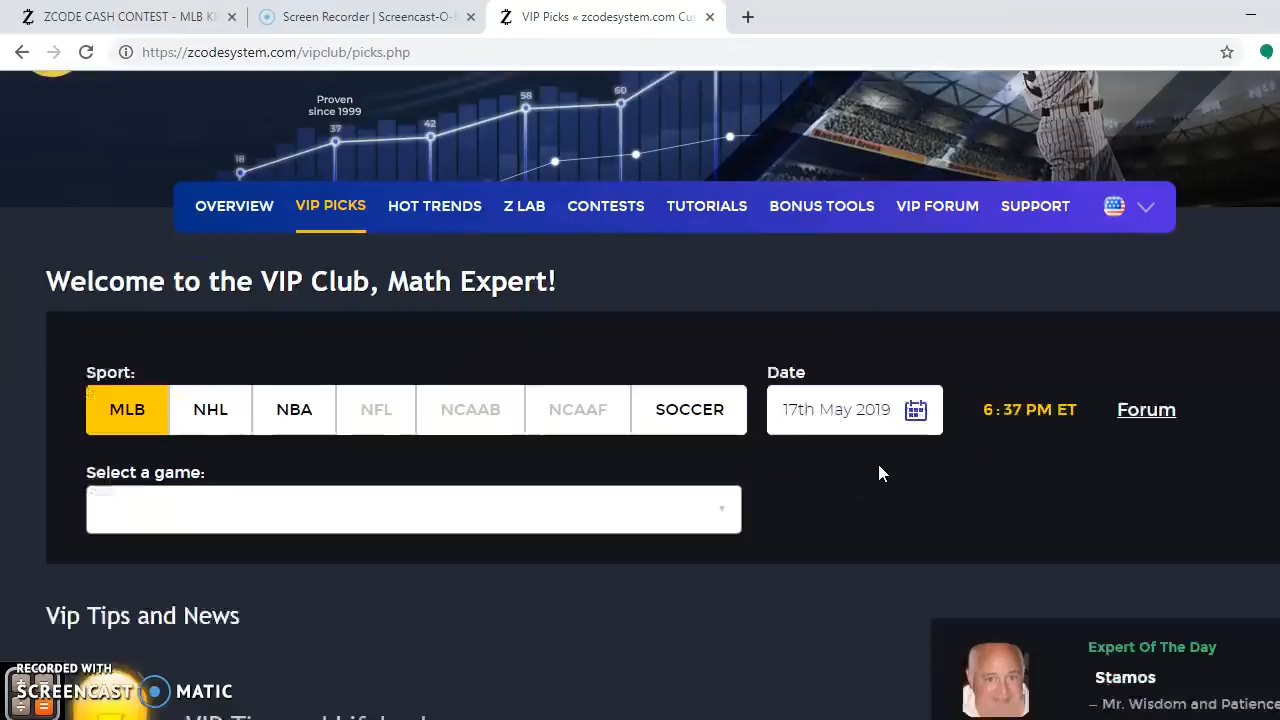 ZCODE CASH CONTEST - MLB
Screen Recorder | Screencast-O-
VIP Picks « zcodesystem.com Cus
https://zcodesystem.com/vipclub/picks.php
Proven
since 1999
18
37
42
58
60
Baseball Arena
OVERVIEW VIP PICKS HOT TRENDS Z LAB CONTESTS TUTORIALS BONUS TOOLS VIP FORUM SUPPORT
Welcome to the VIP Club, Math Expert!
Sport:
Date
MLB NHL NBA NFL NCAAB NCAAF SOCCER
17th May 2019
6:37 PM ET
Forum
Select a game:
Vip Tips and News
Expert Of The Day
Stamos
– Mr. Wisdom and Patience
RECORDED WITH
SCREENCAST MATIC